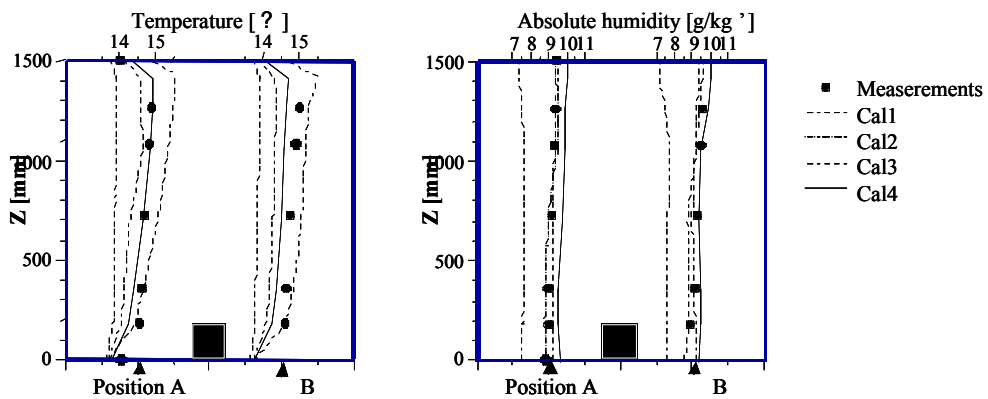 Temperature [ ? ]
14 15
14 15
1500
1000
500
0
Z [mm]
Position A
B
Absolute humidity [g/kg ’]
7 8 9 10 11
7 8 9 10 11
1500
1000
500
0
Z [mm]
Position A
B
Measerements
Cal1
Cal2
Cal3
Cal4